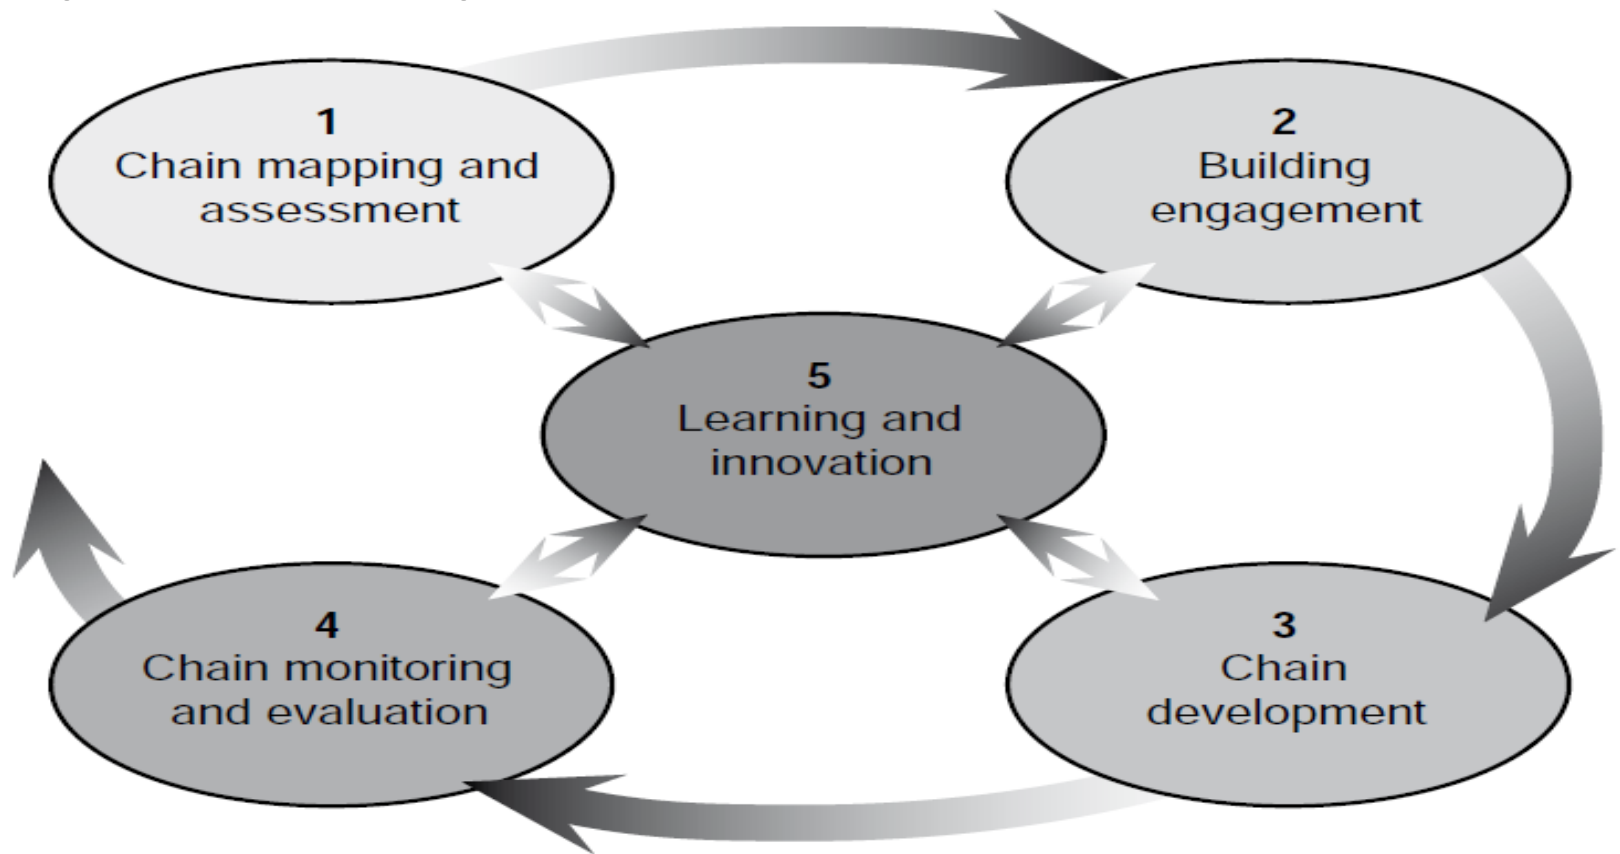 1
Chain mapping and
assessment
2
Building
engagement
5
Learning and
innovation
4
Chain monitoring
and evaluation
3
Chain
development